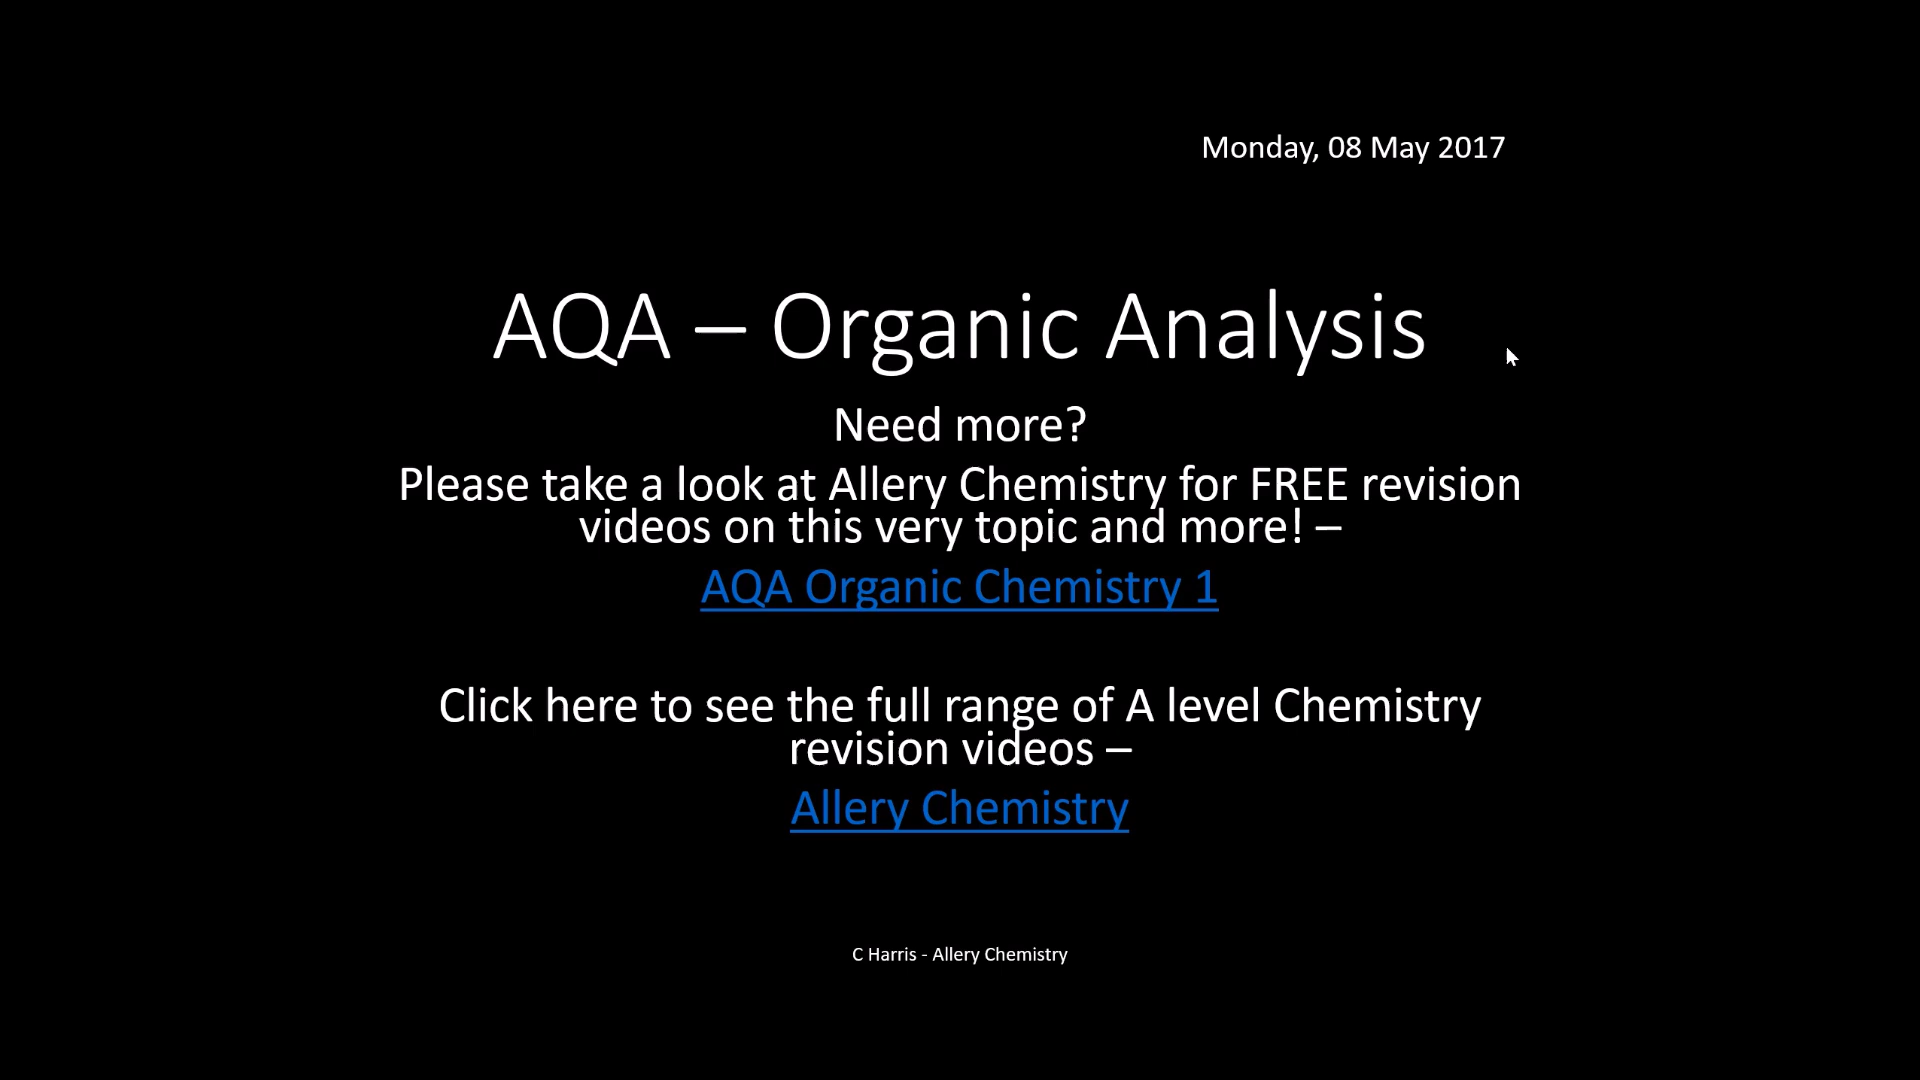 Monday, 08 May 2017
AQA – Organic Analysis
Need more?
Please take a look at Allery Chemistry for FREE revision
videos on this very topic and more! –
AQA Organic Chemistry 1
Click here to see the full range of A level Chemistry
revision videos –
Allery Chemistry
C Harris - Allery Chemistry